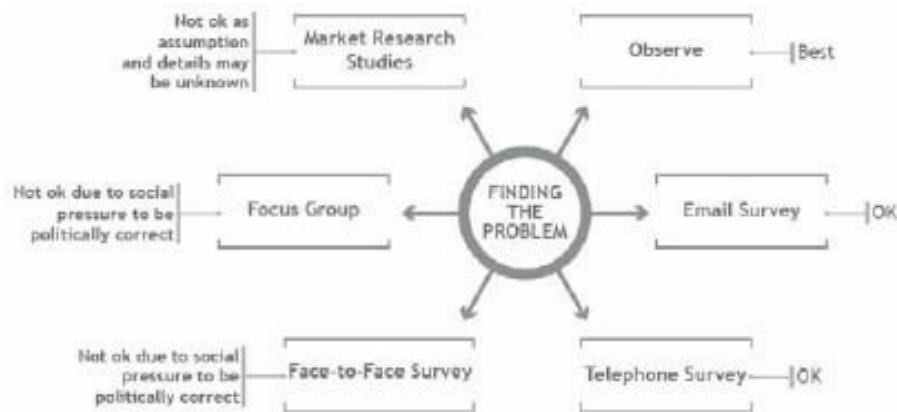 Not ok as
assumption
and details may
be unknown
Market Research
Studies
Observe
Best
Not ok due to social
pressure to be
politically correct
Focus Group
FINDING
THE
PROBLEM
Email Survey
OK
Not ok due to social
pressure to be
politically correct
Face-to-Face Survey
Telephone Survey
OK